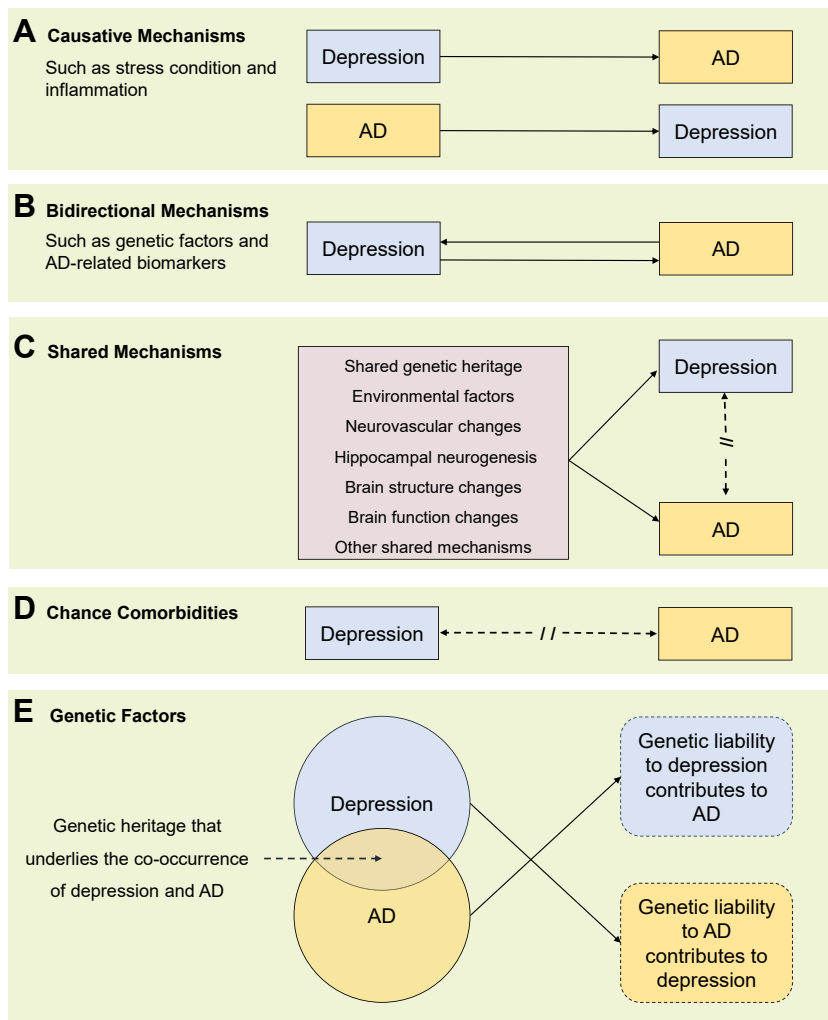 A Causative Mechanisms
Such as stress condition and
inflammation
Depression
AD
AD
Depression
B Bidirectional Mechanisms
Such as genetic factors and
AD-related biomarkers
Depression
AD
C Shared Mechanisms
Shared genetic heritage
Environmental factors
Neurovascular changes
Hippocampal neurogenesis
Brain structure changes
Brain function changes
Other shared mechanisms
Depression
//
AD
D Chance Comorbidities
Depression
//
AD
E Genetic Factors
Genetic heritage that
underlies the co-occurrence
of depression and AD
Depression
AD
Genetic liability
to depression
contributes to
AD
Genetic liability
to AD
contributes to
depression